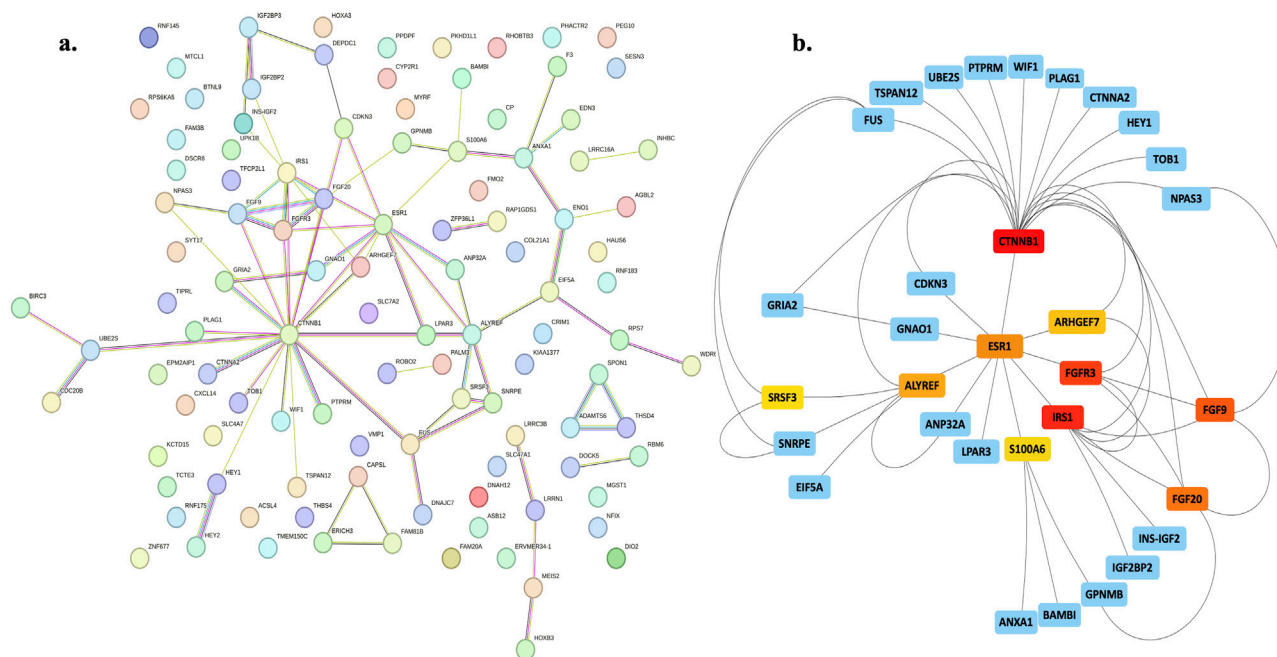 a.
RNF145
IGF2BP3
HOXA3
DEPDC1
PPDPF
PKHD1L1
RHOBTB3
PHACTR2
PEG10
F3
SESN3
MTCL1
BTNL9
IGF2BP2
CYP2R1
BAMBI
RPS6KA5
INS-IGF2
MYRF
CP
EDN3
FAM3B
UPK1B
CDKN3
GPNMB
S100A6
ANXA1
LRRC16A
INHBC
DSCR8
TFCP2L1
IRS1
NPAS3
FGF9
FGF20
FGFR3
ESR1
FMO2
ZFP36L1
RAP1GDS1
ENO1
AGBL2
SYT17
GNAO1
ARHGEF7
ANP32A
COL21A1
HAUS6
GRIA2
EIF5A
RNF183
BIRC3
TIPRL
SLC7A2
PLAG1
CTNNB1
LPAR3
ALYREF
CRIM1
RPS7
UBE2S
EPM2AIP1
CTNNA2
ROBO2
PALM3
KIAA1377
WDR6
CDC20B
CXCL14
TOB1
WIF1
PTPRM
SRSF3
SNRPE
SPON1
ADAMTS6
THSD4
SLC4A7
FUS
LRRC3B
KCTD15
VMP1
SLC47A1
DOCK5
RBM6
TCTE3
HEY1
TSPAN12
CAPSL
DNAH12
MGST1
RNF175
ACSL4
THBS4
DNAJC7
LRRN1
NFIX
ZNF677
HEY2
TMEM150C
ERICH3
FAM81B
ASB12
FAM20A
ERVMER34-1
DIO2
MEIS2
HOXB3
b.
WIF1
PTPRM
UBE2S
PLAG1
TSPAN12
CTNNA2
FUS
HEY1
TOB1
NPAS3
CTNNB1
CDKN3
GRIA2
GNAO1
ARHGEF7
ESR1
FGFR3
ALYREF
SRSF3
FGF9
IRS1
ANP32A
SNRPE
LPAR3
S100A6
EIF5A
FGF20
INS-IGF2
IGF2BP2
GPNMB
BAMBI
ANXA1